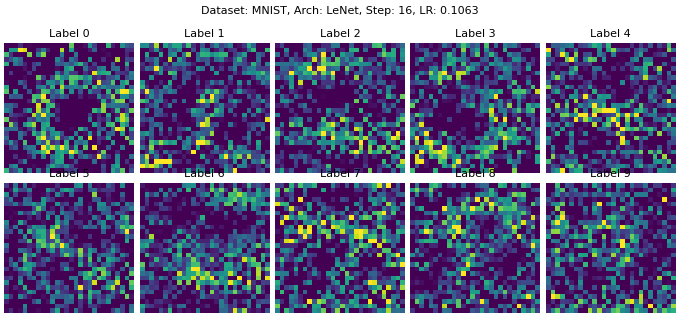 Dataset: MNIST, Arch: LeNet, Step: 16, LR: 0.1063
Label 0 Label 1 Label 2 Label 3 Label 4
Label 5 Label 6 Label 7 Label 8 Label 9